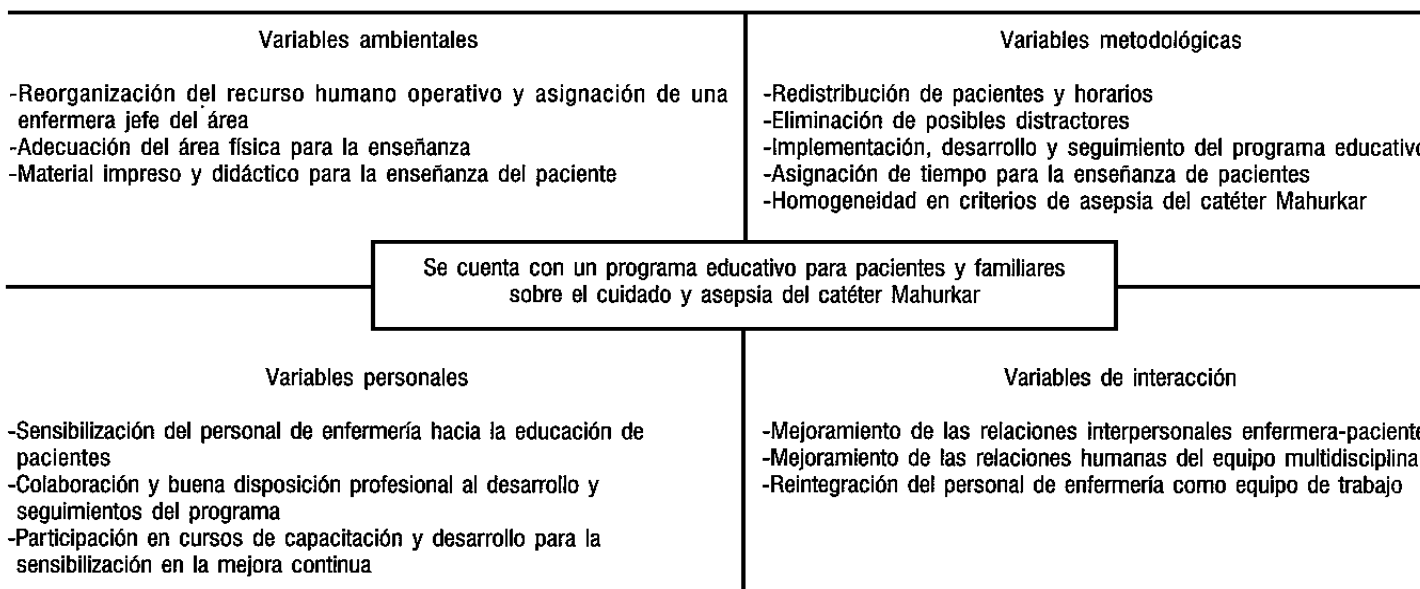 Variables ambientales
-Reorganización del recurso humano operativo y asignación de una
enfermera jefe del área
-Adecuación del área física para la enseñanza
-Material impreso y didáctico para la enseñanza del paciente
Variables metodológicas
-Redistribución de pacientes y horarios
-Eliminación de posibles distractores
-Implementación, desarrollo y seguimiento del programa educativo
-Asignación de tiempo para la enseñanza de pacientes
-Homogeneidad en criterios de asepsia del catéter Mahurkar
Se cuenta con un programa educativo para pacientes y familiares
sobre el cuidado y asepsia del catéter Mahurkar
Variables personales
-Sensibilización del personal de enfermería hacia la educación de
pacientes
-Colaboración y buena disposición profesional al desarrollo y
seguimientos del programa
-Participación en cursos de capacitación y desarrollo para la
sensibilización en la mejora continua
Variables de interacción
-Mejoramiento de las relaciones interpersonales enfermera-paciente
-Mejoramiento de las relaciones humanas del equipo multidisciplina
-Reintegración del personal de enfermería como equipo de trabajo